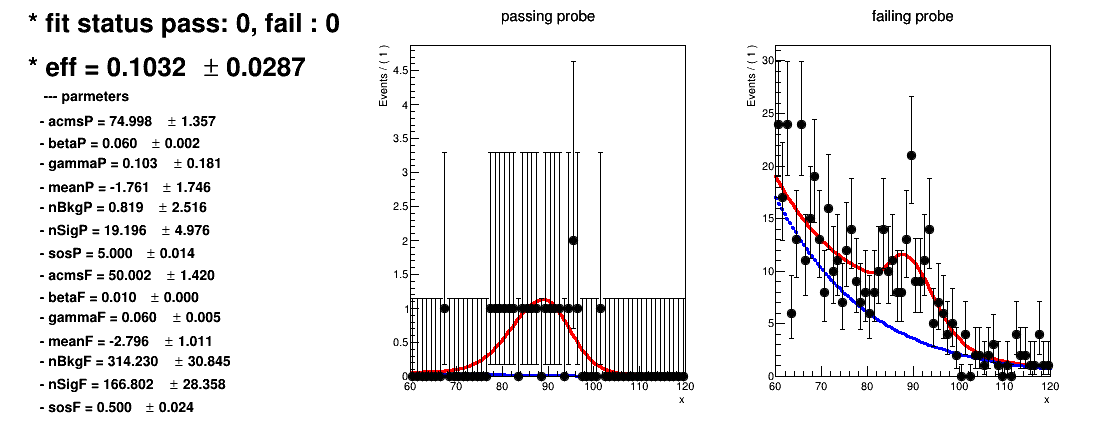 * fit status pass: 0, fail : 0
* eff = 0.1032 ± 0.0287
--- parmeters
- acmsP = 74.998 ± 1.357
- betaP = 0.060 ± 0.002
- gammaP = 0.103 ± 0.181
- meanP = -1.761 ± 1.746
- nBkgP = 0.819 ± 2.516
- nSigP = 19.196 ± 4.976
- sosP = 5.000 ± 0.014
- acmsF = 50.002 ± 1.420
- betaF = 0.010 ± 0.000
- gammaF = 0.060 ± 0.005
- meanF = -2.796 ± 1.011
- nBkgF = 314.230 ± 30.845
- nSigF = 166.802 ± 28.358
- sosF = 0.500 ± 0.024
passing probe
Events / ( 1 )
4.5
4
3.5
3
2.5
2
1.5
1
0.5
0
60 70 80 90 100 110 120
x
failing probe
Events / ( 1 )
30
25
20
15
10
5
0
60 70 80 90 100 110 120
x